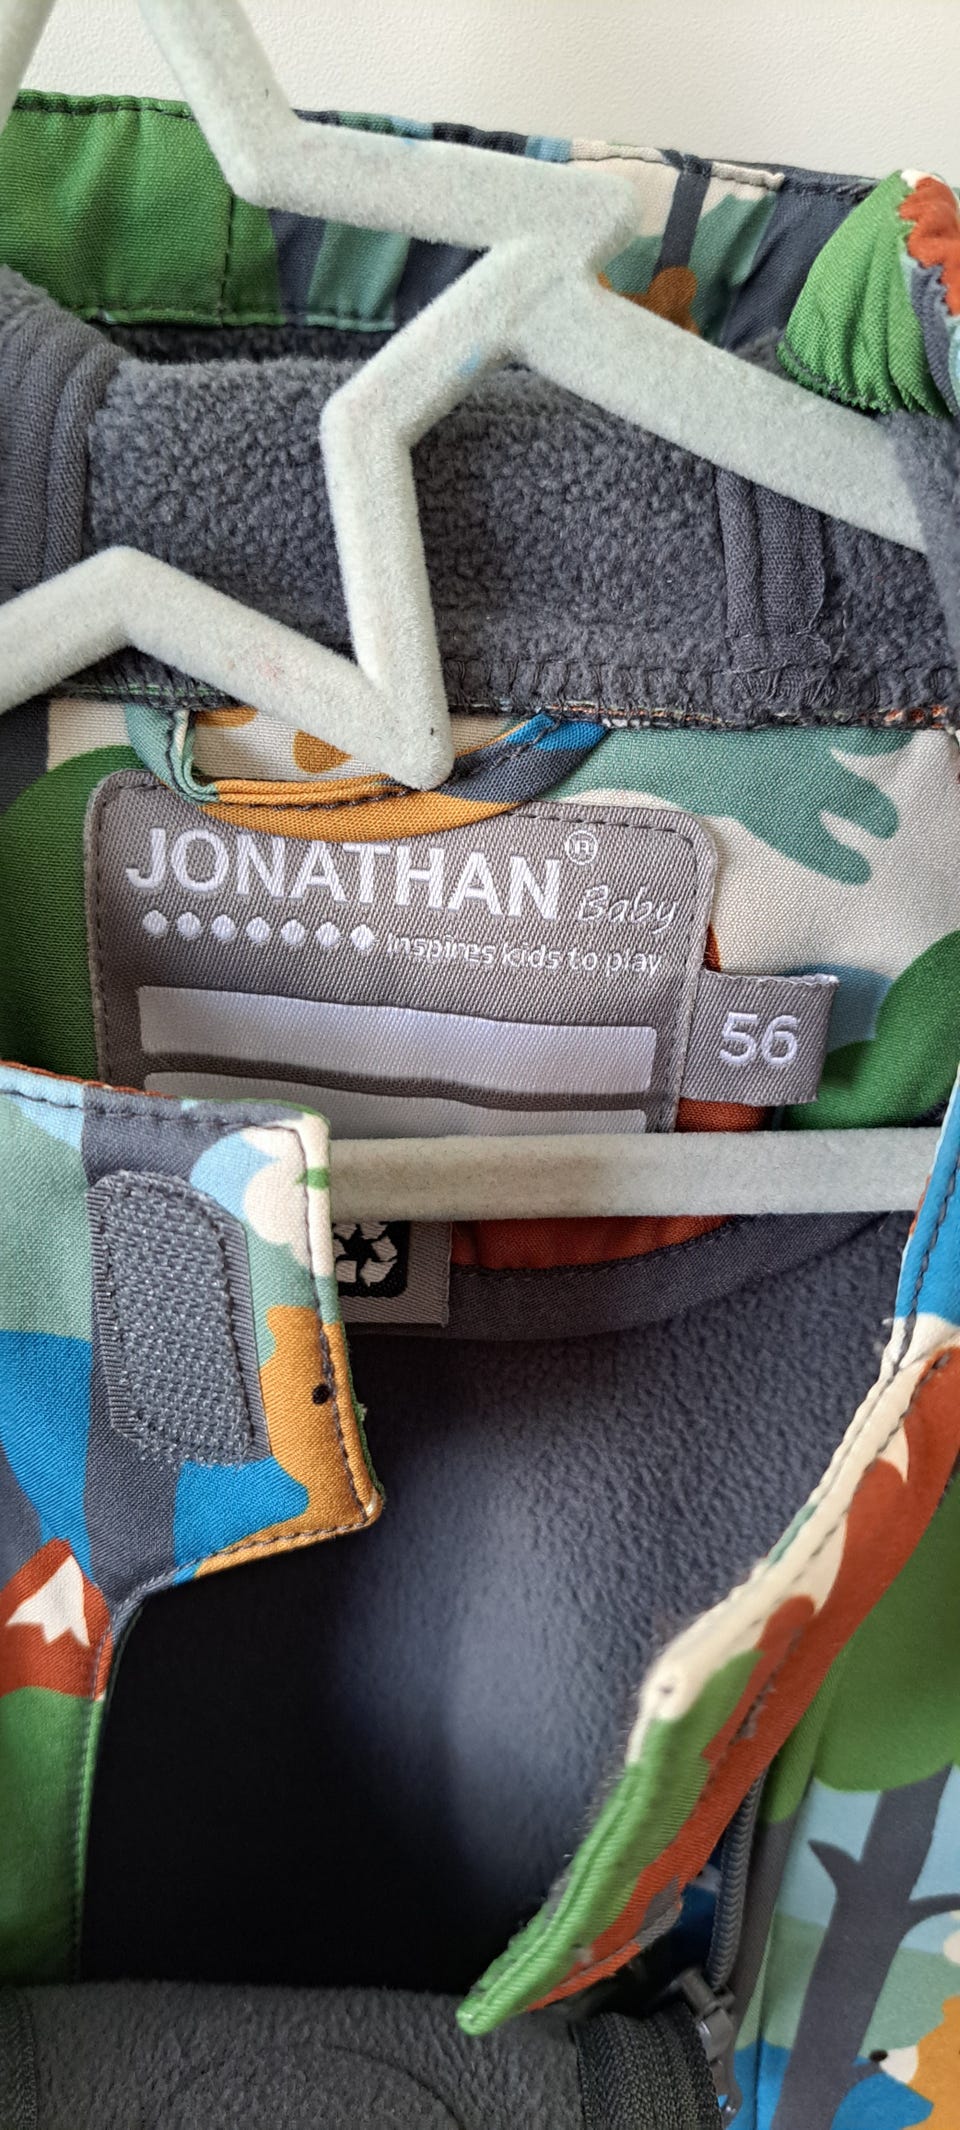 JONATHAN®
Baby
inspires kids to play
56